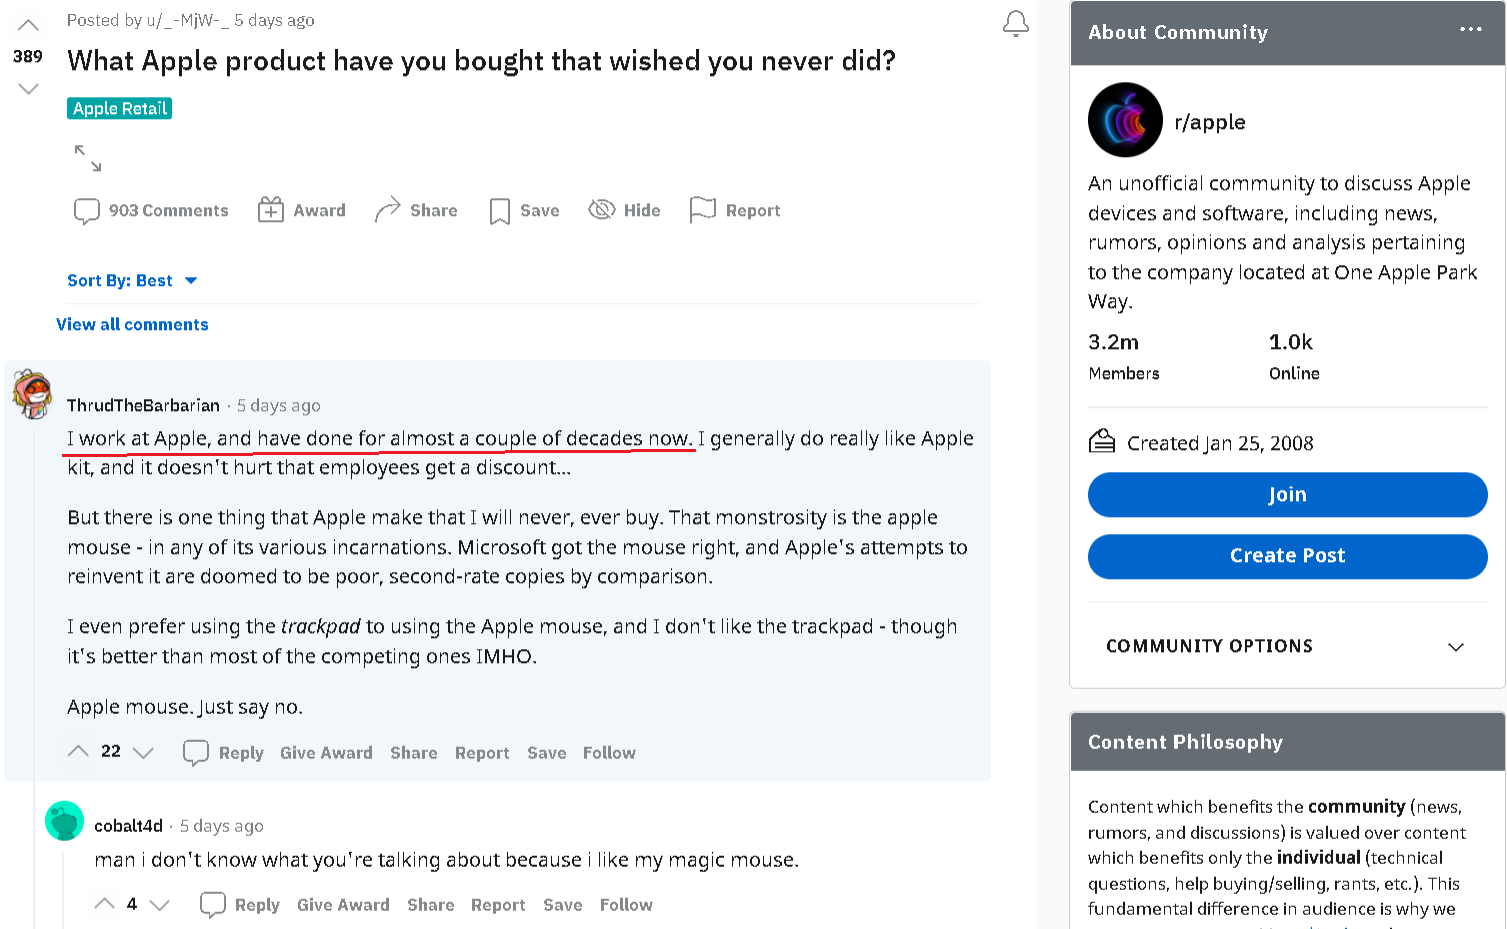 Posted by u/_-MjW-_ 5 days ago
389
What Apple product have you bought that wished you never did?
Apple Retail
903 Comments
Award
Share
Save
Hide
Report
Sort By: Best
View all comments
ThrudTheBarbarian · 5 days ago
I work at Apple, and have done for almost a couple of decades now. I generally do really like Apple
kit, and it doesn't hurt that employees get a discount...
But there is one thing that Apple make that I will never, ever buy. That monstrosity is the apple
mouse - in any of its various incarnations. Microsoft got the mouse right, and Apple's attempts to
reinvent it are doomed to be poor, second-rate copies by comparison.
I even prefer using the trackpad to using the Apple mouse, and I don't like the trackpad - though
it's better than most of the competing ones IMHO.
Apple mouse. Just say no.
22
Reply
Give Award
Share
Report
Save
Follow
cobalt4d · 5 days ago
man i don't know what you're talking about because i like my magic mouse.
4
Reply
Give Award
Share
Report
Save
Follow
About Community
r/apple
An unofficial community to discuss Apple
devices and software, including news,
rumors, opinions and analysis pertaining
to the company located at One Apple Park
Way.
3.2m
Members
1.0k
Online
Created Jan 25, 2008
Join
Create Post
COMMUNITY OPTIONS
Content Philosophy
Content which benefits the community (news,
rumors, and discussions) is valued over content
which benefits only the individual (technical
questions, help buying/selling, rants, etc.). This
fundamental difference in audience is why we